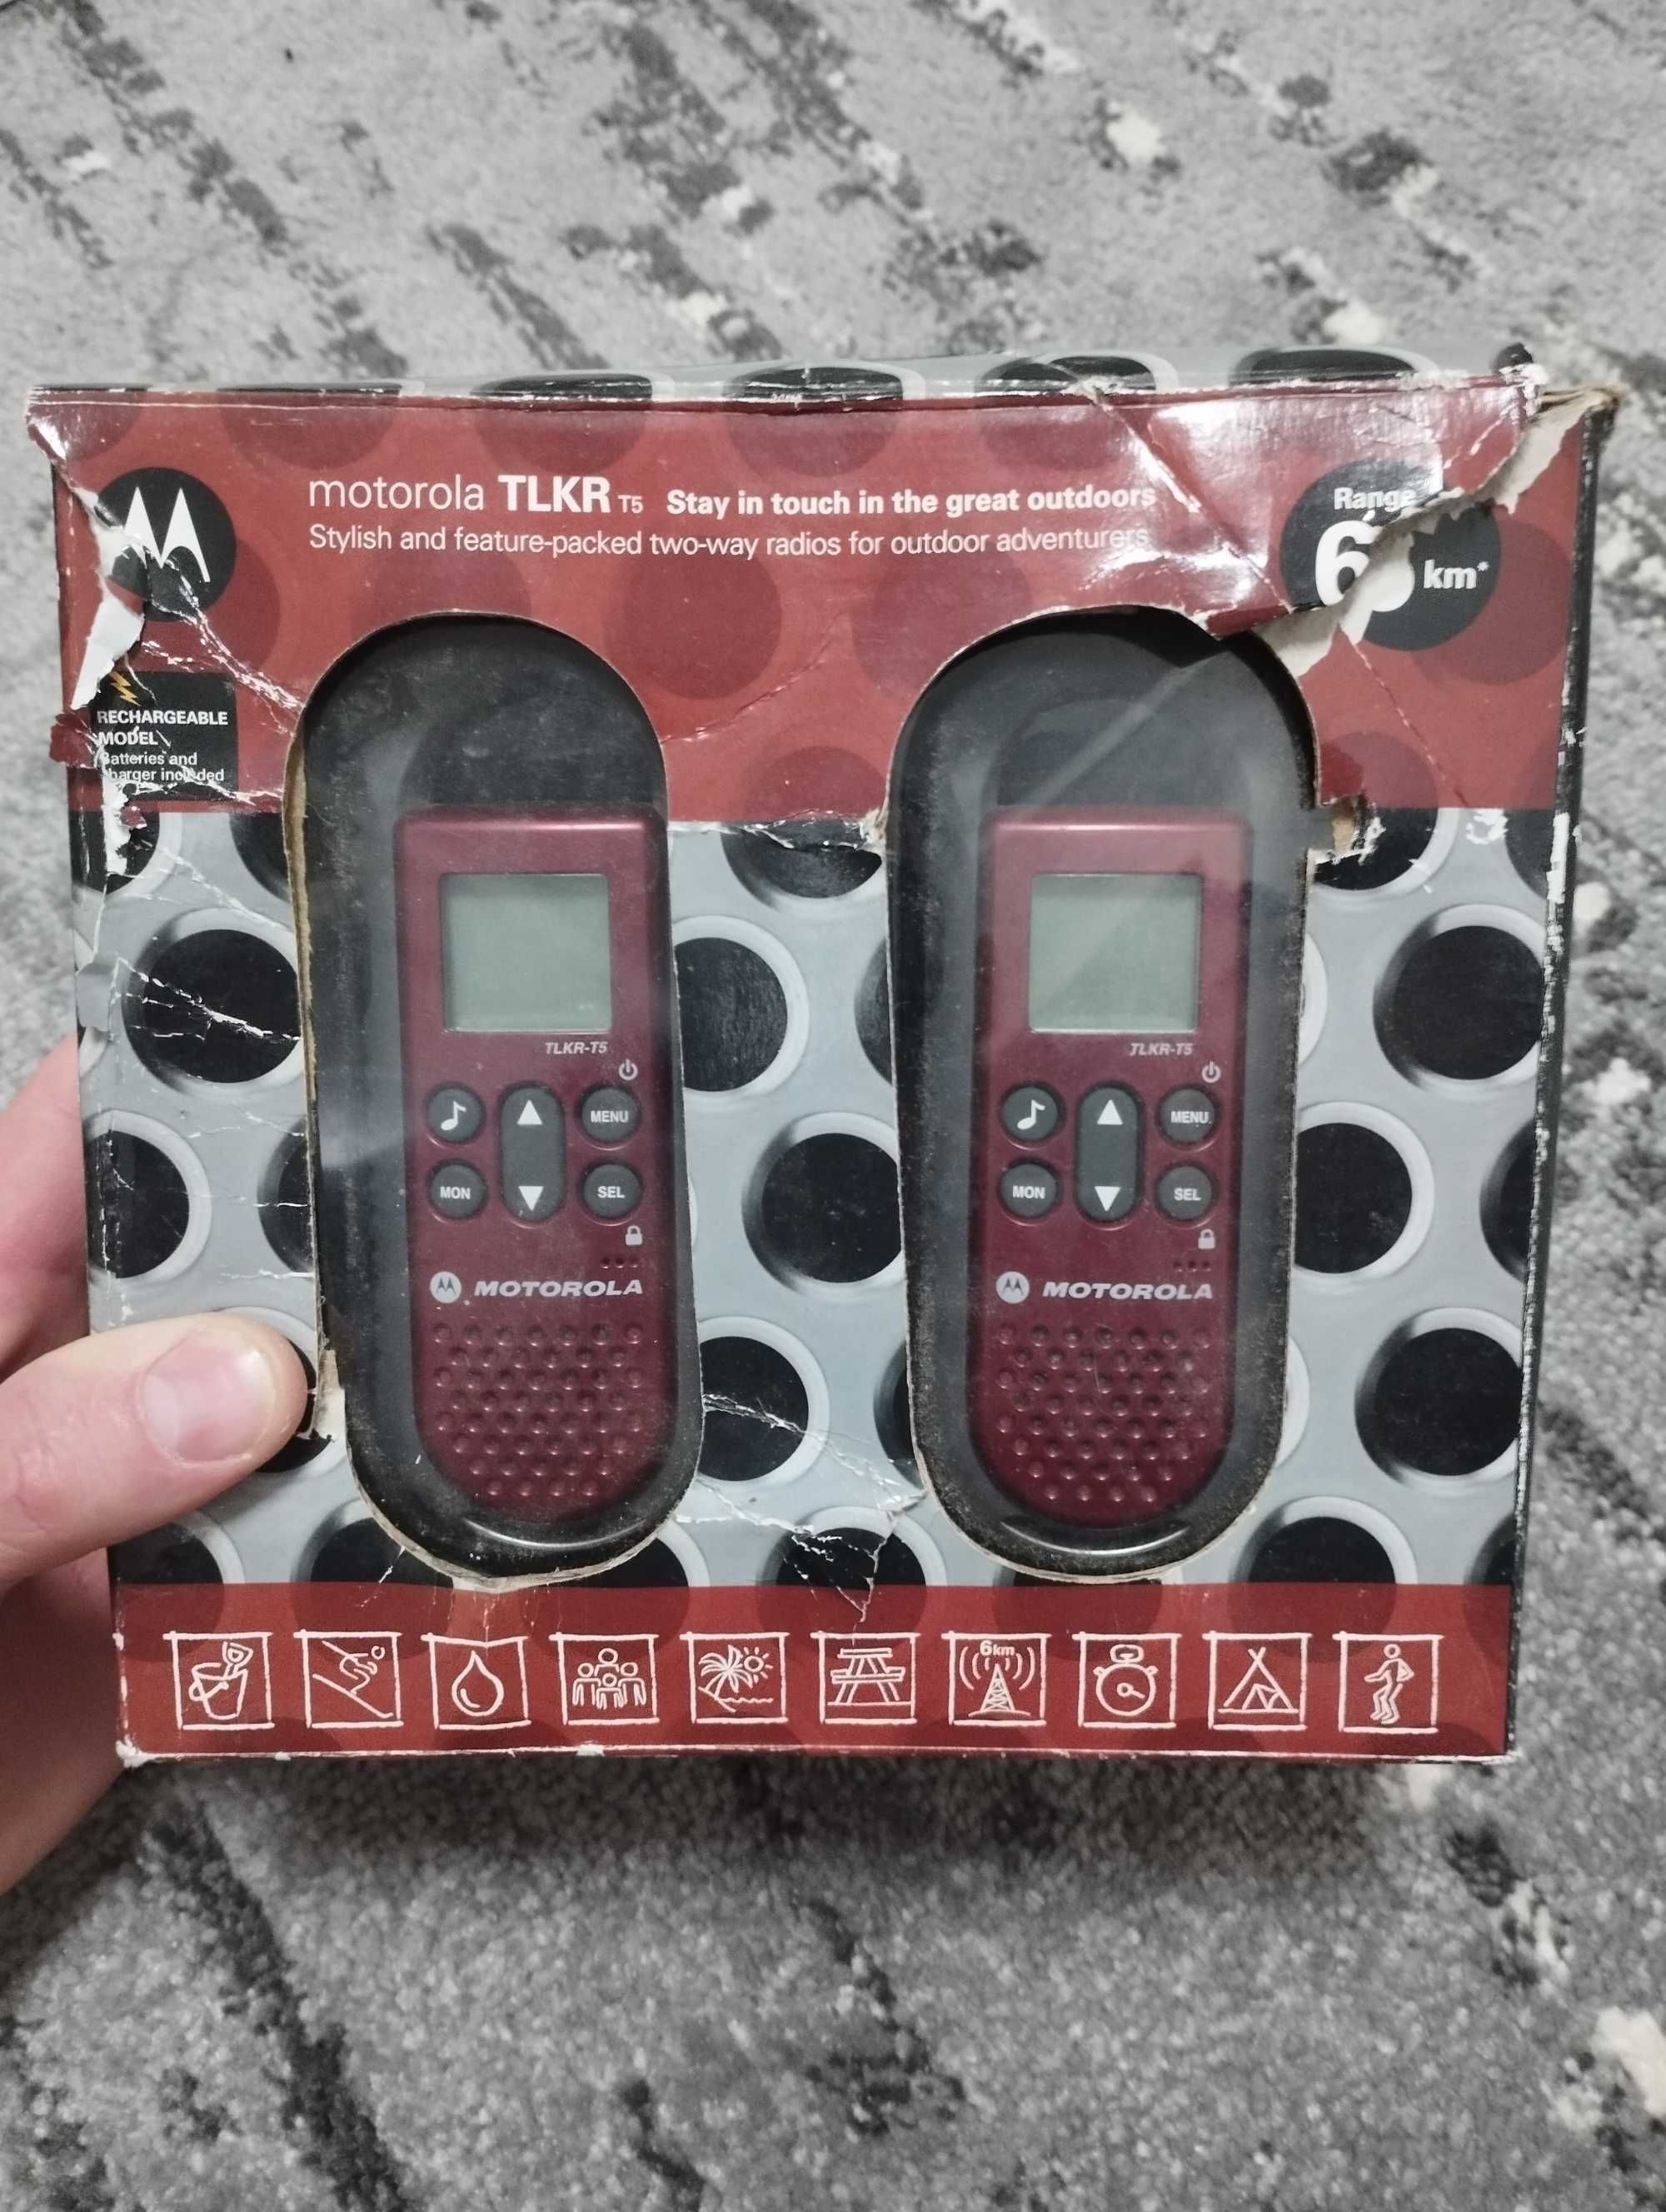 motorola TLKR T5 Stay in touch in the great outdoors
Stylish and feature-packed two-way radios for outdoor adventurers
Range
6 km*
RECHARGEABLE
MODEL
Batteries and
charger included
TLKR-T5
MENU
MON
SEL
MOTOROLA
TLKR-T5
MENU
MON
SEL
MOTOROLA
6km